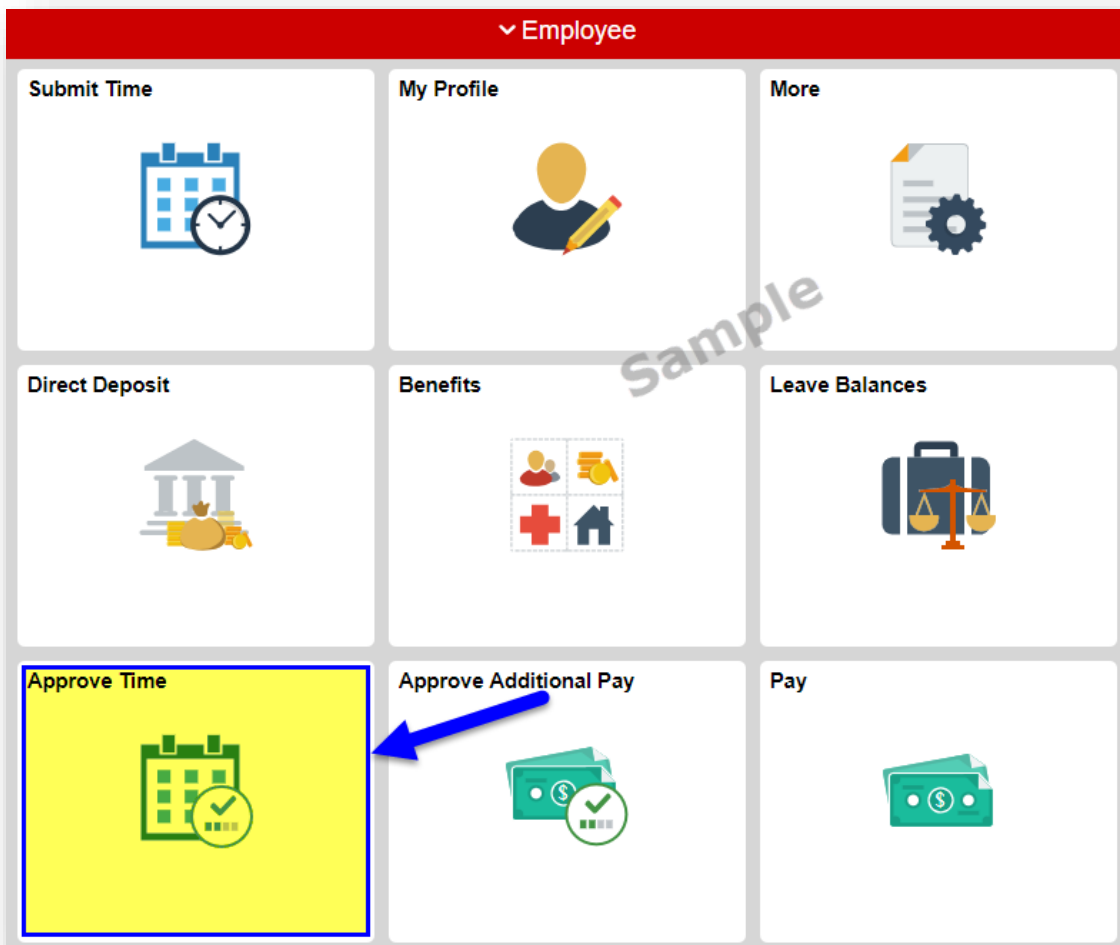 Employee
Submit Time
My Profile
More
Sample
Direct Deposit
Benefits
Leave Balances
Approve Time
Approve Additional Pay
Pay
$
$